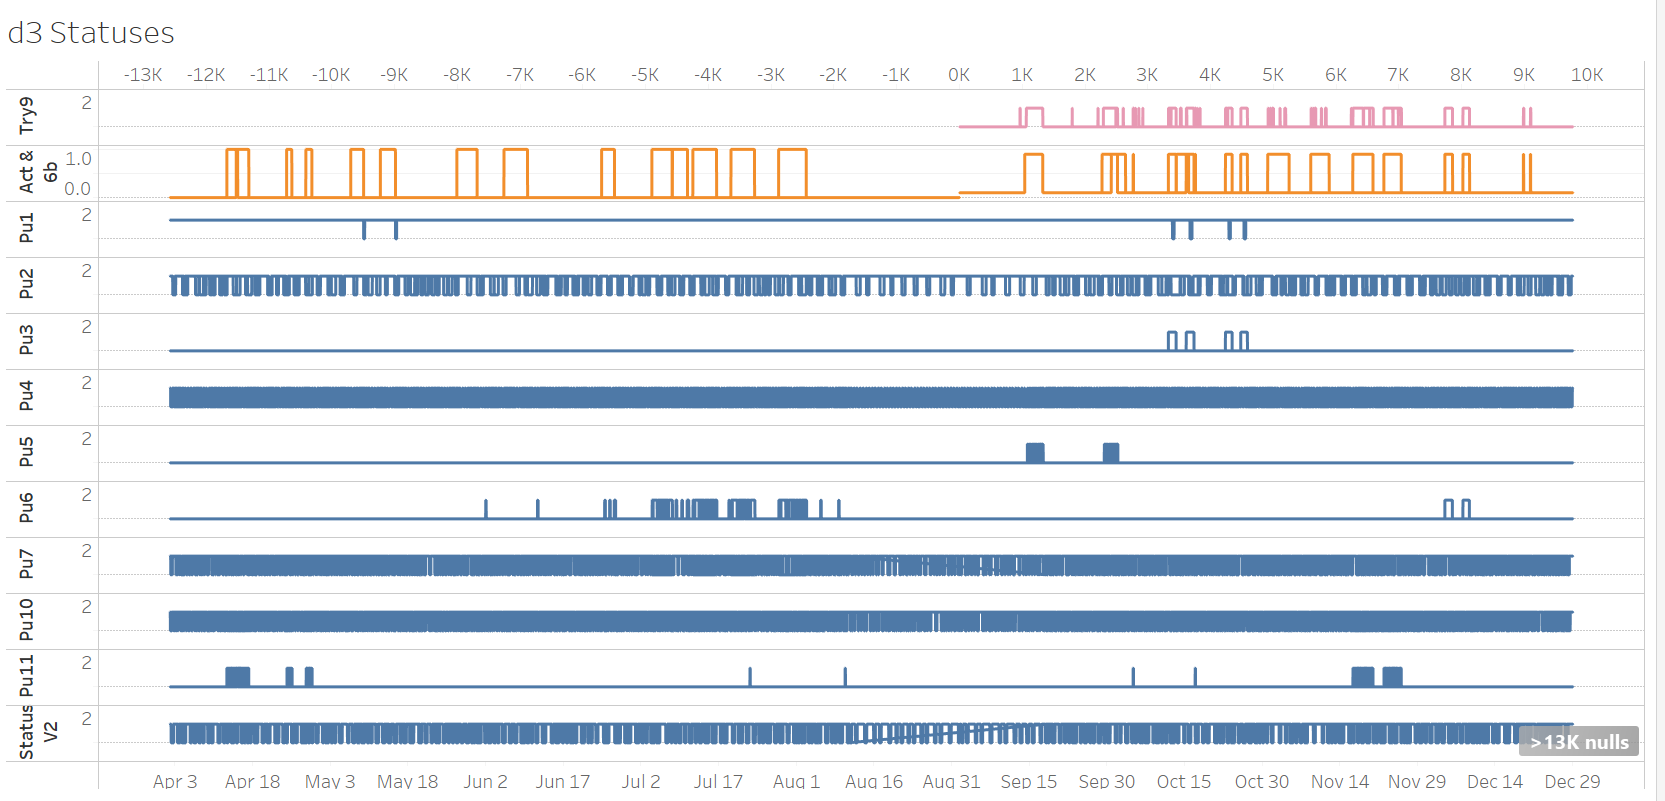 d3 Statuses
-13K -12K -11K -10K -9K -8K -7K -6K -5K -4K -3K -2K -1K 0K 1K 2K 3K 4K 5K 6K 7K 8K 9K 10K
Try9 2
Act & 6b 1.0 0.0
Pu1 2
Pu2 2
Pu3 2
Pu4 2
Pu5 2
Pu6 2
Pu7 2
Pu10 2
Pu11 2
Status V2 2
>13K nulls
Apr 3 Apr 18 May 3 May 18 Jun 2 Jun 17 Jul 2 Jul 17 Aug 1 Aug 16 Aug 31 Sep 15 Sep 30 Oct 15 Oct 30 Nov 14 Nov 29 Dec 14 Dec 29